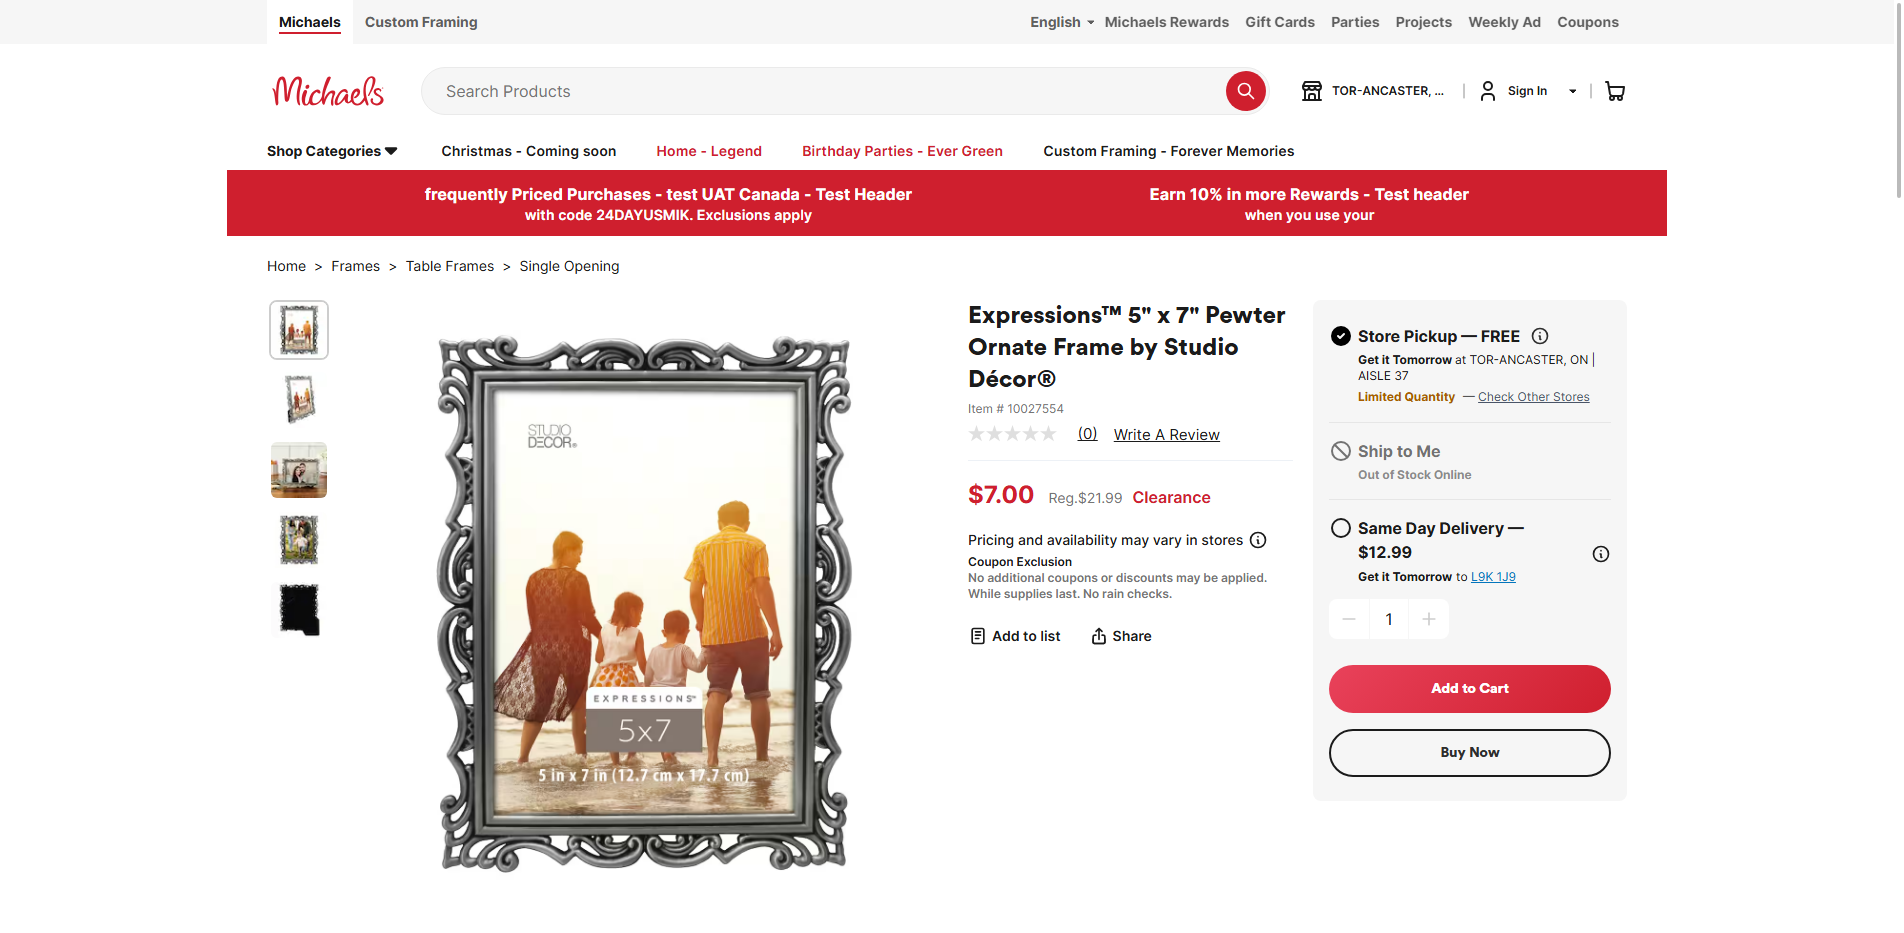 Michaels
Custom Framing
English
Michaels Rewards
Gift Cards
Parties
Projects
Weekly Ad
Coupons
Michaels
Search Products
TOR-ANCASTER, ...
Sign In
Shop Categories
Christmas - Coming soon
Home - Legend
Birthday Parties - Ever Green
Custom Framing - Forever Memories
frequently Priced Purchases - test UAT Canada - Test Header
with code 24DAYUSMIK. Exclusions apply
Earn 10% in more Rewards - Test header
when you use your
Home > Frames > Table Frames > Single Opening
STUDIO
DECOR®
EXPRESSIONS™
5x7
5 in x 7 in (12.7 cm x 17.7 cm)
Expressions™ 5" x 7" Pewter
Ornate Frame by Studio
Décor®
Item # 10027554
(0) Write A Review
$7.00 Reg.$21.99 Clearance
Pricing and availability may vary in stores
Coupon Exclusion
No additional coupons or discounts may be applied.
While supplies last. No rain checks.
Add to list
Share
Store Pickup — FREE
Get it Tomorrow at TOR-ANCASTER, ON |
AISLE 37
Limited Quantity — Check Other Stores
Ship to Me
Out of Stock Online
Same Day Delivery —
$12.99
Get it Tomorrow to L9K 1J9
1
Add to Cart
Buy Now